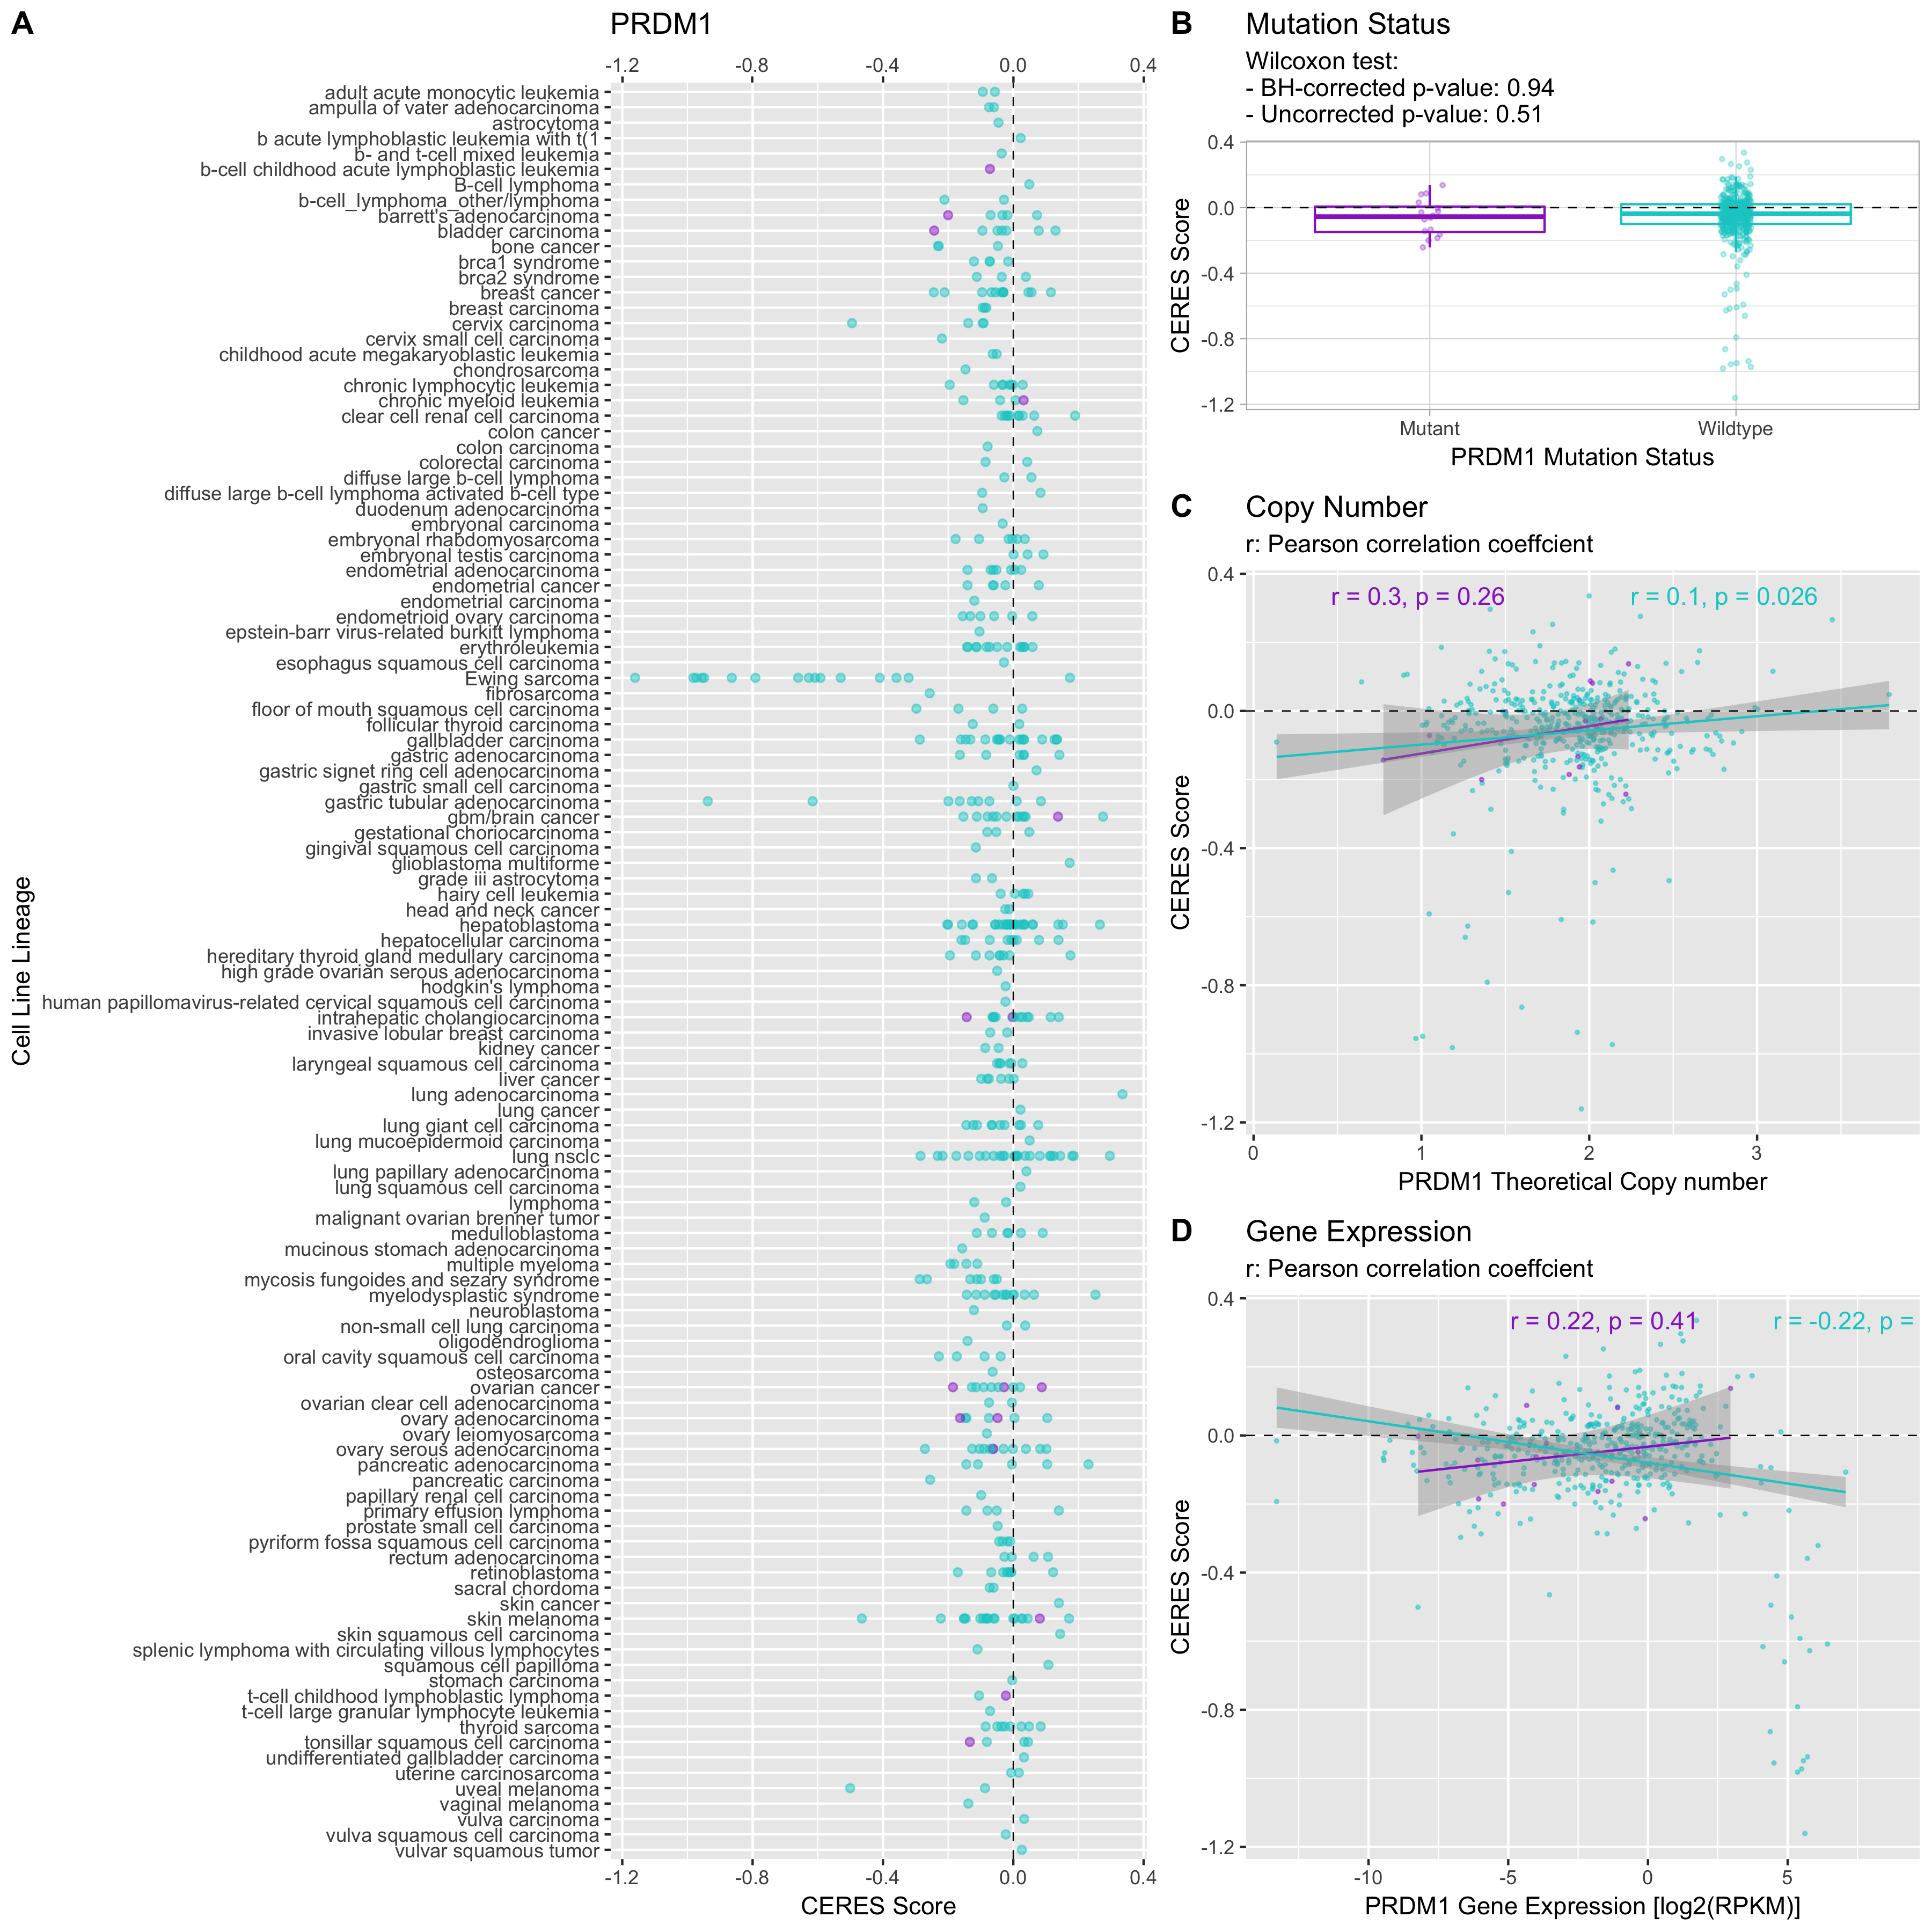 A
PRDM1
-1.2 -0.8 -0.4 0.0 0.4
adult acute monocytic leukemia
ampulla of vater adenocarcinoma
astrocytoma
b acute lymphoblastic leukemia with t(1
b- and t-cell mixed leukemia
b-cell childhood acute lymphoblastic leukemia
B-cell lymphoma
b-cell_lymphoma_other/lymphoma
barrett's adenocarcinoma
bladder carcinoma
bone cancer
brca1 syndrome
brca2 syndrome
breast cancer
breast carcinoma
cervix carcinoma
cervix small cell carcinoma
childhood acute megakaryoblastic leukemia
chondrosarcoma
chronic lymphocytic leukemia
chronic myeloid leukemia
clear cell renal cell carcinoma
colon cancer
colon carcinoma
colorectal carcinoma
diffuse large b-cell lymphoma
diffuse large b-cell lymphoma activated b-cell type
duodenum adenocarcinoma
embryonal carcinoma
embryonal rhabdomyosarcoma
embryonal testis carcinoma
endometrial adenocarcinoma
endometrial cancer
endometrial carcinoma
endometrioid ovary carcinoma
epstein-barr virus-related burkitt lymphoma
erythroleukemia
esophagus squamous cell carcinoma
Ewing sarcoma
fibrosarcoma
floor of mouth squamous cell carcinoma
follicular thyroid carcinoma
gallbladder carcinoma
gastric adenocarcinoma
gastric signet ring cell adenocarcinoma
gastric small cell carcinoma
gastric tubular adenocarcinoma
gbm/brain cancer
gestational choriocarcinoma
gingival squamous cell carcinoma
glioblastoma multiforme
grade iii astrocytoma
hairy cell leukemia
head and neck cancer
hepatoblastoma
hepatocellular carcinoma
hereditary thyroid gland medullary carcinoma
high grade ovarian serous adenocarcinoma
hodgkin's lymphoma
human papillomavirus-related cervical squamous cell carcinoma
intrahepatic cholangiocarcinoma
invasive lobular breast carcinoma
kidney cancer
laryngeal squamous cell carcinoma
liver cancer
lung adenocarcinoma
lung cancer
lung giant cell carcinoma
lung mucoepidermoid carcinoma
lung nsclc
lung papillary adenocarcinoma
lung squamous cell carcinoma
lymphoma
malignant ovarian brenner tumor
medulloblastoma
mucinous stomach adenocarcinoma
multiple myeloma
mycosis fungoides and sezary syndrome
myelodysplastic syndrome
neuroblastoma
non-small cell lung carcinoma
oligodendroglioma
oral cavity squamous cell carcinoma
osteosarcoma
ovarian cancer
ovarian clear cell adenocarcinoma
ovary adenocarcinoma
ovary leiomyosarcoma
ovary serous adenocarcinoma
pancreatic adenocarcinoma
pancreatic carcinoma
papillary renal cell carcinoma
primary effusion lymphoma
prostate small cell carcinoma
pyriform fossa squamous cell carcinoma
rectum adenocarcinoma
retinoblastoma
sacral chordoma
skin cancer
skin melanoma
skin squamous cell carcinoma
splenic lymphoma with circulating villous lymphocytes
squamous cell papilloma
stomach carcinoma
t-cell childhood lymphoblastic lymphoma
t-cell large granular lymphocyte leukemia
thyroid sarcoma
tonsillar squamous cell carcinoma
undifferentiated gallbladder carcinoma
uterine carcinosarcoma
uveal melanoma
vaginal melanoma
vulva carcinoma
vulva squamous cell carcinoma
vulvar squamous tumor
-1.2 -0.8 -0.4 0.0 0.4
CERES Score
Cell Line Lineage
B
Mutation Status
Wilcoxon test:
- BH-corrected p-value: 0.94
- Uncorrected p-value: 0.51
0.4
0.0
-0.4
-0.8
-1.2
CERES Score
Mutant Wildtype
PRDM1 Mutation Status
C
Copy Number
r: Pearson correlation coeffcient
r = 0.3, p = 0.26 r = 0.1, p = 0.026
0.4
0.0
-0.4
-0.8
-1.2
CERES Score
0 1 2 3
PRDM1 Theoretical Copy number
D
Gene Expression
r: Pearson correlation coeffcient
r = 0.22, p = 0.41 r = -0.22, p =
0.4
0.0
-0.4
-0.8
-1.2
CERES Score
-10 -5 0 5
PRDM1 Gene Expression [log2(RPKM)]